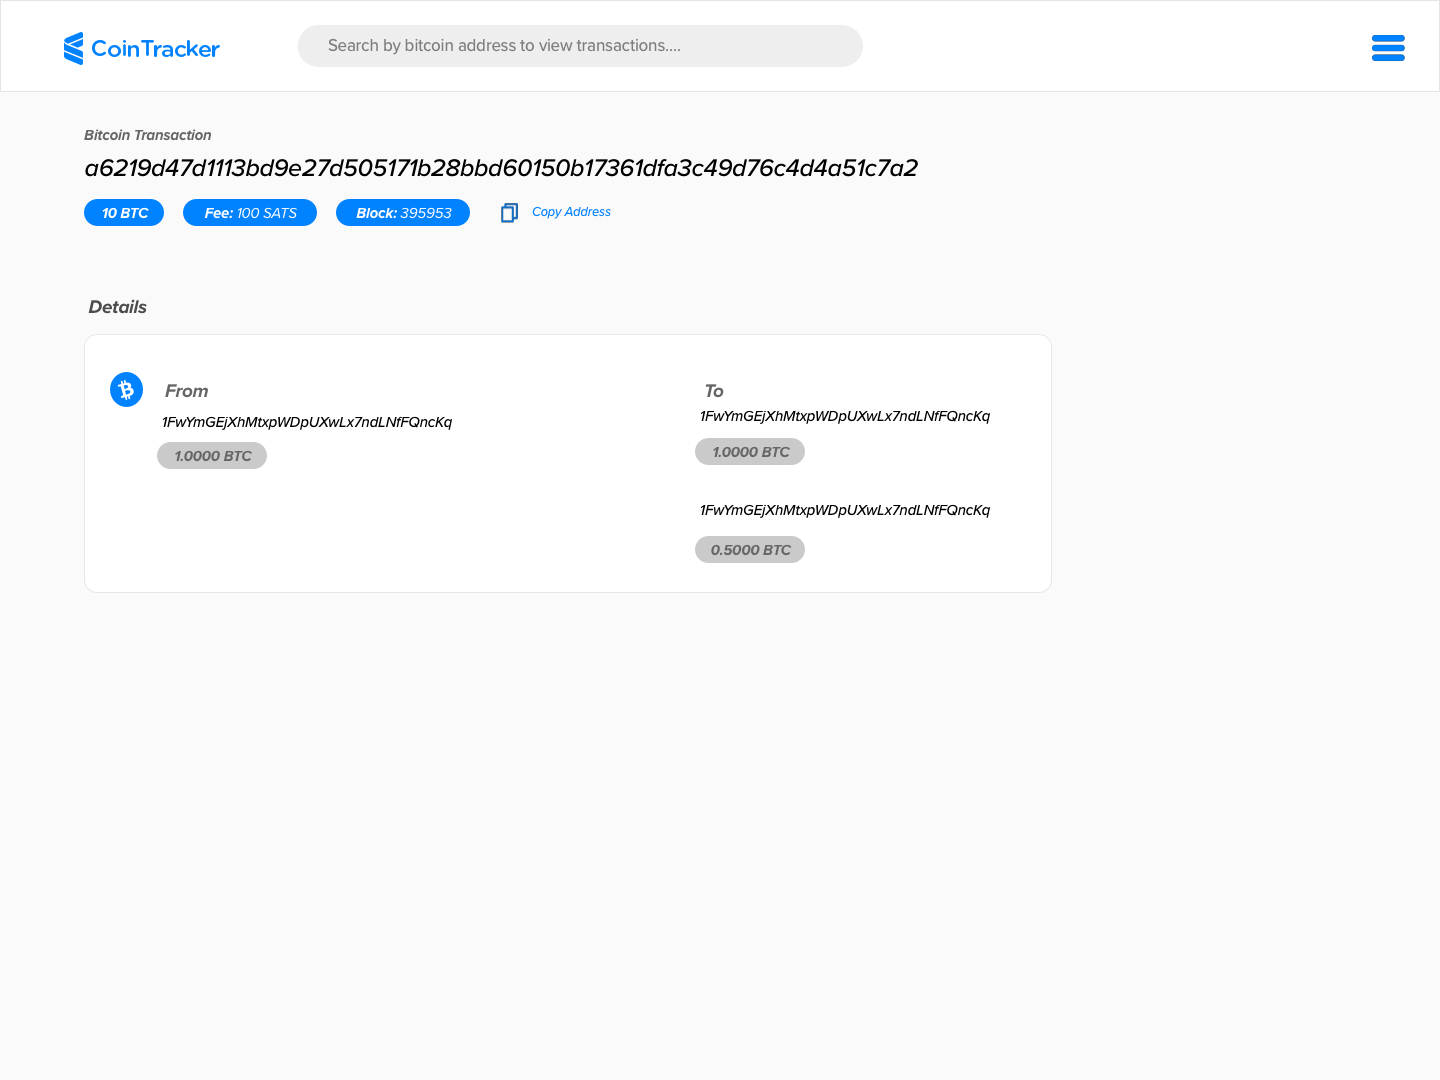 CoinTracker
Search by bitcoin address to view transactions....
Bitcoin Transaction
a6219d47d1113bd9e27d505171b28bbd60150b17361dfa3c49d76c4d4a51c7a2
10 BTC Fee: 100 SATS Block: 395953 Copy Address
Details
From
1FwYmGEjXhMtxpWDpUXwLx7ndLNfFQncKq
1.0000 BTC
To
1FwYmGEjXhMtxpWDpUXwLx7ndLNfFQncKq
1.0000 BTC
1FwYmGEjXhMtxpWDpUXwLx7ndLNfFQncKq
0.5000 BTC